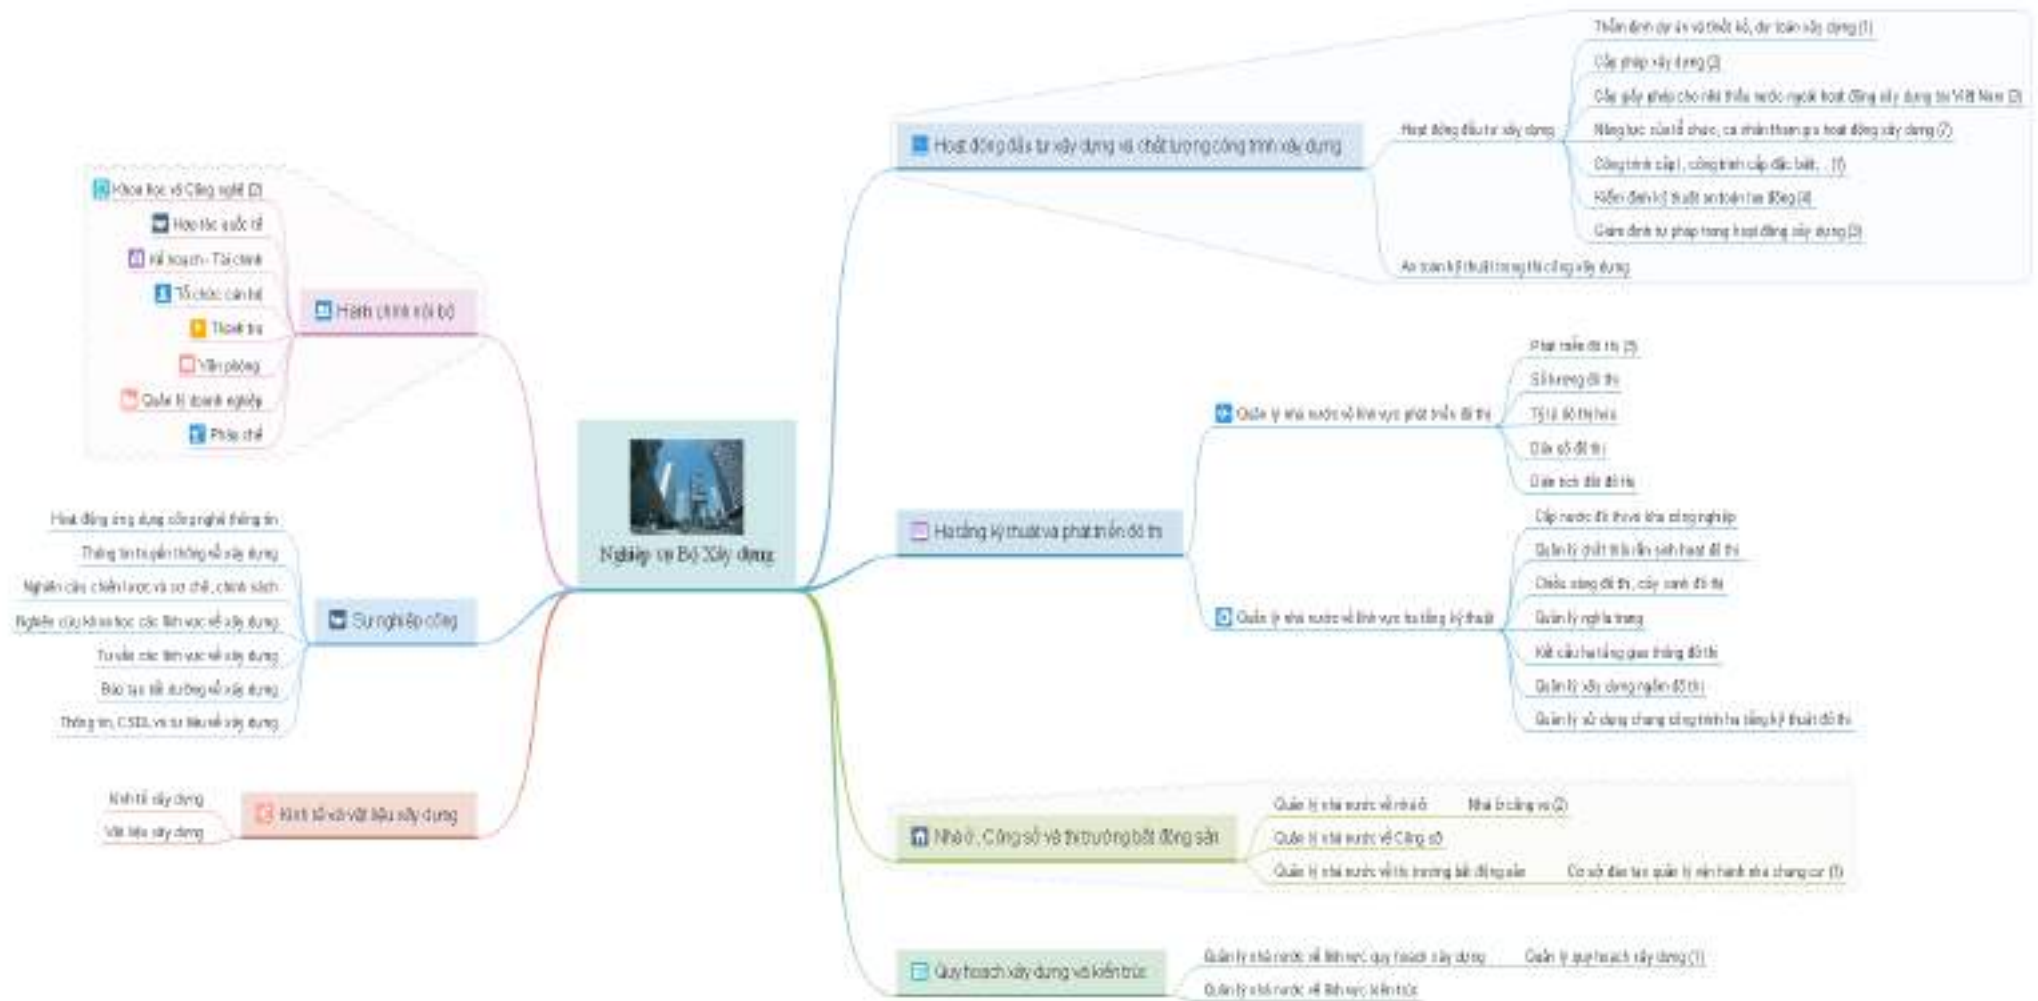 Nghiệp vụ Bộ Xây dựng
Hoạt động đầu tư xây dựng và chất lượng công trình xây dựng
Hoạt động đầu tư xây dựng
Thẩm định dự án và thiết kế, dự toán xây dựng (1)
Cấp phép xây dựng (2)
Cấp giấy phép cho nhà thầu nước ngoài hoạt động xây dựng tại Việt Nam (2)
Năng lực của tổ chức, cá nhân tham gia hoạt động xây dựng (7)
Công trình cấp I, công trình cấp đặc biệt, .. (1)
Kiểm định kỹ thuật an toàn lao động (4)
Giám định tư pháp trong hoạt động xây dựng (3)
An toàn kỹ thuật trong thi công xây dựng
Hạ tầng kỹ thuật và phát triển đô thị
Quản lý nhà nước về lĩnh vực phát triển đô thị
Phát triển đô thị
Số lượng đô thị
Tỷ lệ đô thị hóa
Dân số đô thị
Diện tích đất đô thị
Quản lý nhà nước về lĩnh vực hạ tầng kỹ thuật
Cấp nước đô thị và khu công nghiệp
Quản lý chất thải rắn sinh hoạt đô thị
Chiếu sáng đô thị, cây xanh đô thị
Quản lý nghĩa trang
Kết cấu hạ tầng giao thông đô thị
Quản lý xây dựng ngầm đô thị
Quản lý sử dụng chung công trình hạ tầng kỹ thuật đô thị
Nhà ở, Công sở và thị trường bất động sản
Quản lý nhà nước về nhà ở
Nhà ở công vụ (2)
Quản lý nhà nước về Công sở
Quản lý nhà nước về thị trường bất động sản
Cơ sở đào tạo quản lý vận hành nhà chung cư (1)
Quy hoạch xây dựng và kiến trúc
Quản lý nhà nước về lĩnh vực quy hoạch xây dựng
Quản lý quy hoạch xây dựng (1)
Quản lý nhà nước về lĩnh vực kiến trúc
Hành chính nội bộ
Khoa học và Công nghệ (2)
Hợp tác quốc tế
Kế hoạch - Tài chính
Tổ chức cán bộ
Thanh tra
Văn phòng
Quản lý doanh nghiệp
Pháp chế
Sự nghiệp công
Hoạt động ứng dụng công nghệ thông tin
Thông tin truyền thông về xây dựng
Nghiên cứu chiến lược và cơ chế, chính sách
Nghiên cứu khoa học các lĩnh vực về xây dựng
Tư vấn các lĩnh vực về xây dựng
Đào tạo bồi dưỡng về xây dựng
Thông tin, CSDL và tư liệu về xây dựng
Kinh tế và vật liệu xây dựng
Kinh tế xây dựng
Vật liệu xây dựng